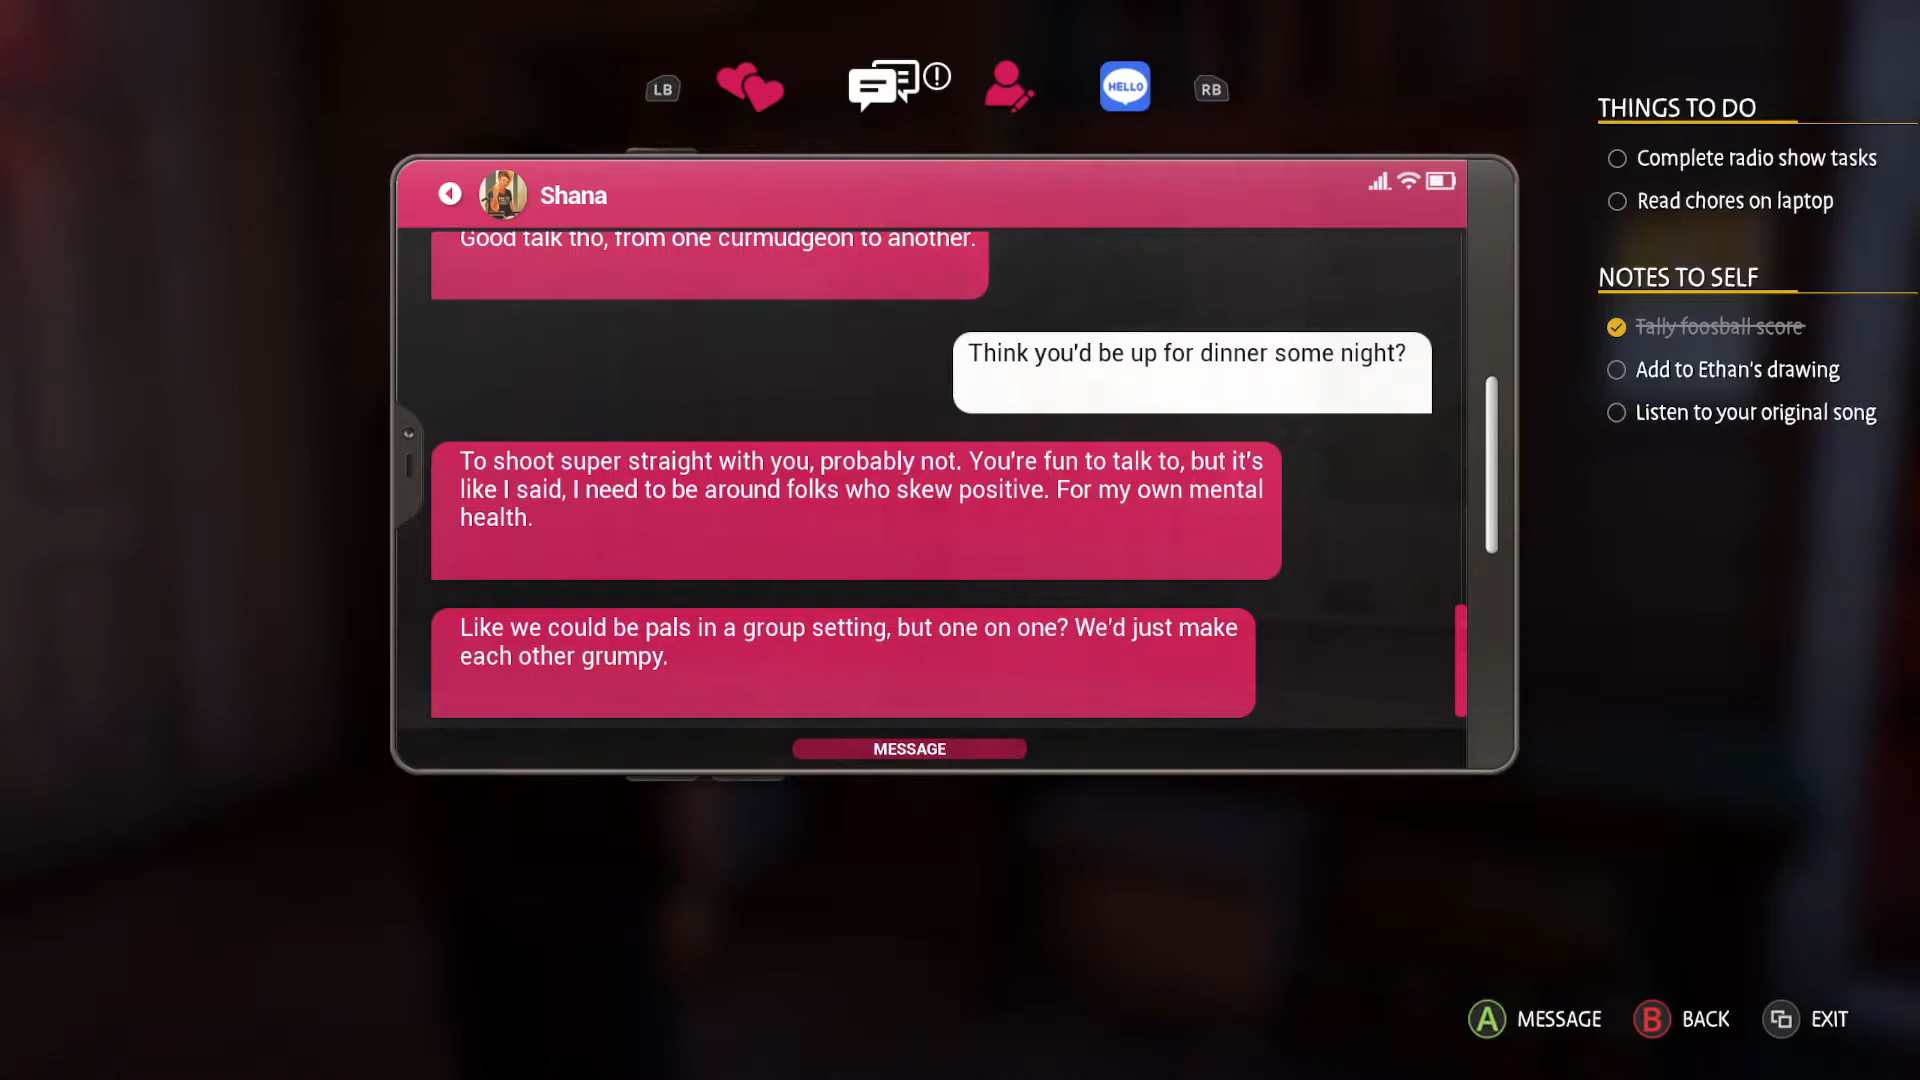 LB
HELLO
RB
Shana
Good talk tho, from one curmudgeon to another.
Think you'd be up for dinner some night?
To shoot super straight with you, probably not. You're fun to talk to, but it's
like I said, I need to be around folks who skew positive. For my own mental
health.
Like we could be pals in a group setting, but one on one? We'd just make
each other grumpy.
MESSAGE
THINGS TO DO
Complete radio show tasks
Read chores on laptop
NOTES TO SELF
Tally foosball score
Add to Ethan's drawing
Listen to your original song
A MESSAGE B BACK EXIT